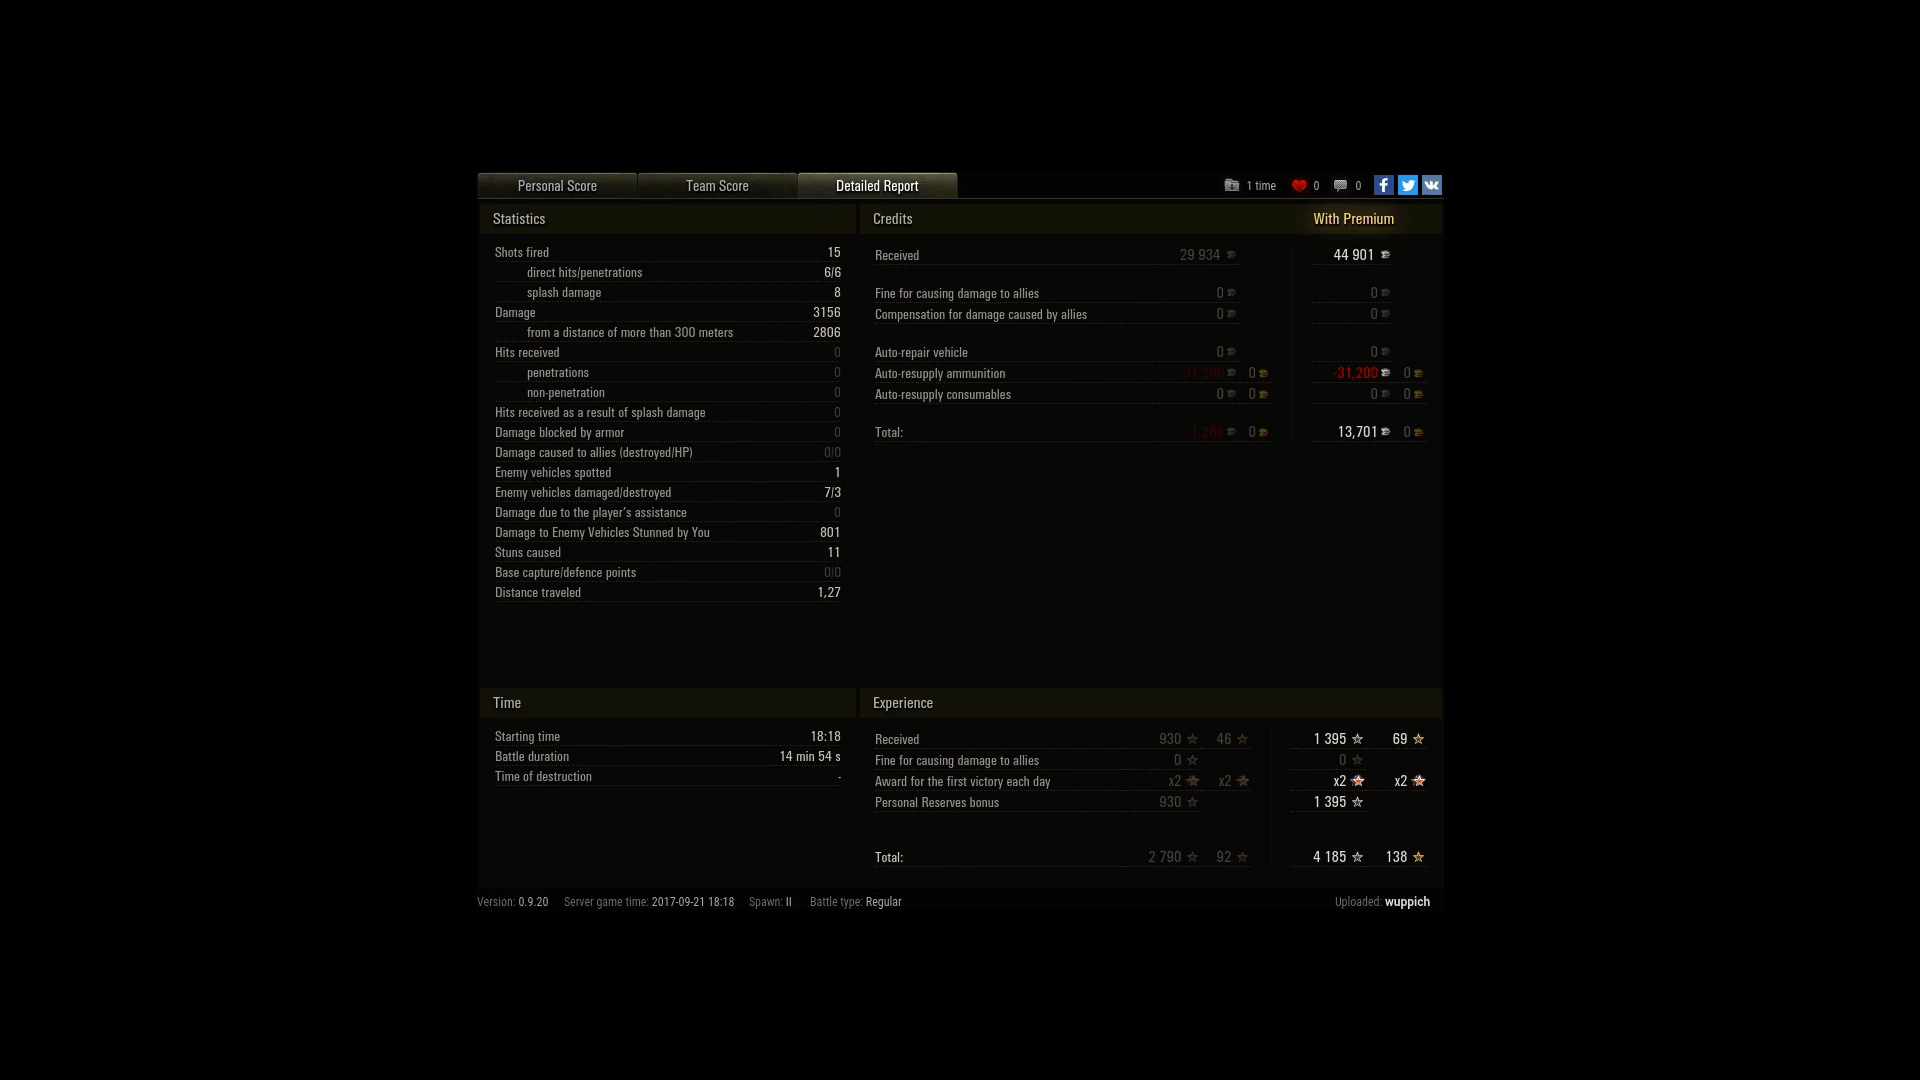 Personal Score Team Score Detailed Report 1 time 0 0
Statistics
Shots fired 15
direct hits/penetrations 6/6
splash damage 8
Damage 3156
from a distance of more than 300 meters 2806
Hits received 0
penetrations 0
non-penetration 0
Hits received as a result of splash damage 0
Damage blocked by armor 0
Damage caused to allies (destroyed/HP) 0/0
Enemy vehicles spotted 1
Enemy vehicles damaged/destroyed 7/3
Damage due to the player's assistance 0
Damage to Enemy Vehicles Stunned by You 801
Stuns caused 11
Base capture/defence points 0/0
Distance traveled 1,27
Credits With Premium
Received 29 934 44 901
Fine for causing damage to allies 0 0
Compensation for damage caused by allies 0 0
Auto-repair vehicle 0 0
Auto-resupply ammunition -31,200 0 -31,200 0
Auto-resupply consumables 0 0 0 0
Total: -1,266 0 13,701 0
Time
Starting time 18:18
Battle duration 14 min 54 s
Time of destruction -
Experience
Received 930 46 1 395 69
Fine for causing damage to allies 0 0
Award for the first victory each day x2 x2 x2 x2
Personal Reserves bonus 930 1 395
Total: 2 790 92 4 185 138
Version: 0.9.20 Server game time: 2017-09-21 18:18 Spawn: II Battle type: Regular Uploaded: wuppich